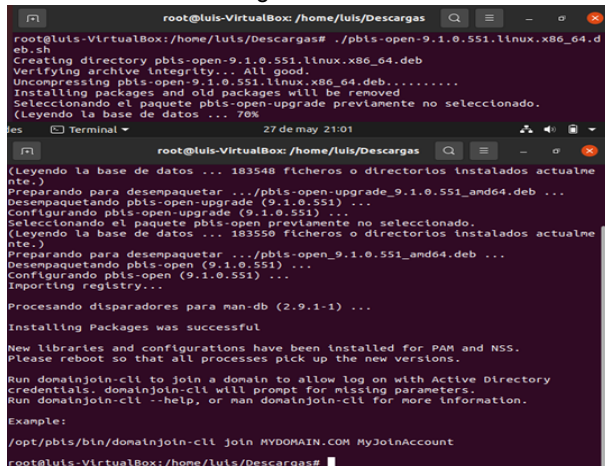 root@luis-VirtualBox: /home/luis/Descargas
root@luis-VirtualBox:/home/luis/Descargas# ./pbis-open-9.1.0.551.linux.x86_64.d
eb.sh
Creating directory pbis-open-9.1.0.551.linux.x86_64.deb
Verifying archive integrity... All good.
Uncompressing pbis-open-9.1.0.551.linux.x86_64.deb..........
Installing packages and old packages will be removed
Seleccionando el paquete pbis-open-upgrade previamente no seleccionado.
(Leyendo la base de datos ... 70%
des Terminal 27 de may 21:01
root@luis-VirtualBox: /home/luis/Descargas
(Leyendo la base de datos ... 183548 ficheros o directorios instalados actualme
nte.)
Preparando para desempaquetar .../pbis-open-upgrade_9.1.0.551_amd64.deb ...
Desempaquetando pbis-open-upgrade (9.1.0.551) ...
Configurando pbis-open-upgrade (9.1.0.551) ...
Seleccionando el paquete pbis-open previamente no seleccionado.
(Leyendo la base de datos ... 183550 ficheros o directorios instalados actualme
nte.)
Preparando para desempaquetar .../pbis-open_9.1.0.551_amd64.deb ...
Desempaquetando pbis-open (9.1.0.551) ...
Configurando pbis-open (9.1.0.551) ...
Importing registry...
Procesando disparadores para man-db (2.9.1-1) ...
Installing Packages was successful
New libraries and configurations have been installed for PAM and NSS.
Please reboot so that all processes pick up the new versions.
Run domainjoin-cli to join a domain to allow log on with Active Directory
credentials. domainjoin-cli will prompt for missing parameters.
Run domainjoin-cli --help, or man domainjoin-cli for more information.
Example:
/opt/pbis/bin/domainjoin-cli join MYDOMAIN.COM MyJoinAccount
root@luis-VirtualBox:/home/luis/Descargas#